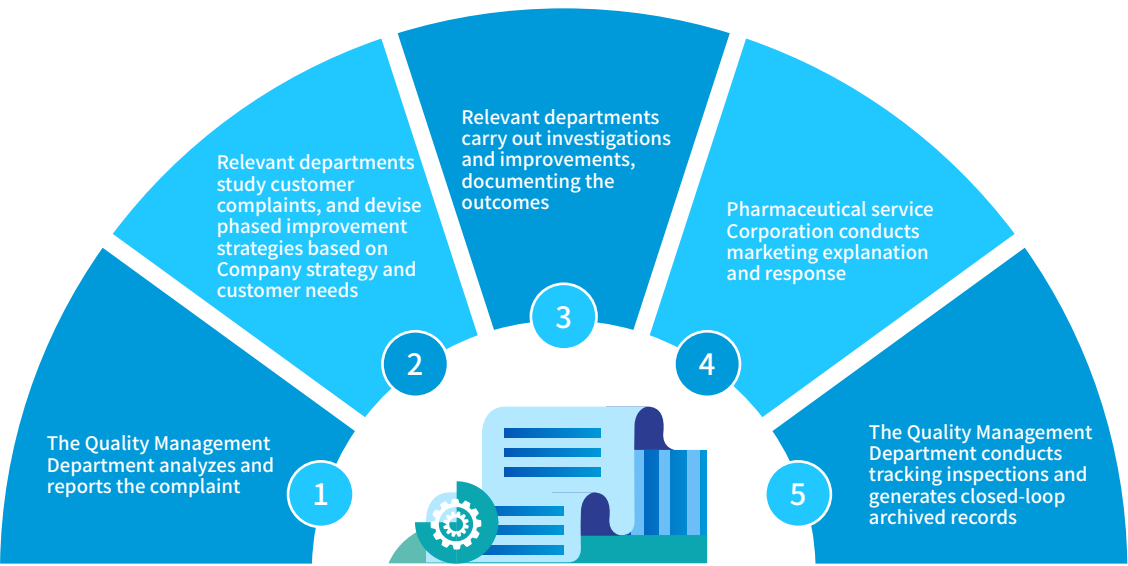 The Quality Management
Department analyzes and
reports the complaint
1
Relevant departments
study customer
complaints, and devise
phased improvement
strategies based on
Company strategy and
customer needs
2
Relevant departments
carry out investigations
and improvements,
documenting the
outcomes
3
Pharmaceutical service
Corporation conducts
marketing explanation
and response
4
The Quality Management
Department conducts
tracking inspections and
generates closed-loop
archived records
5